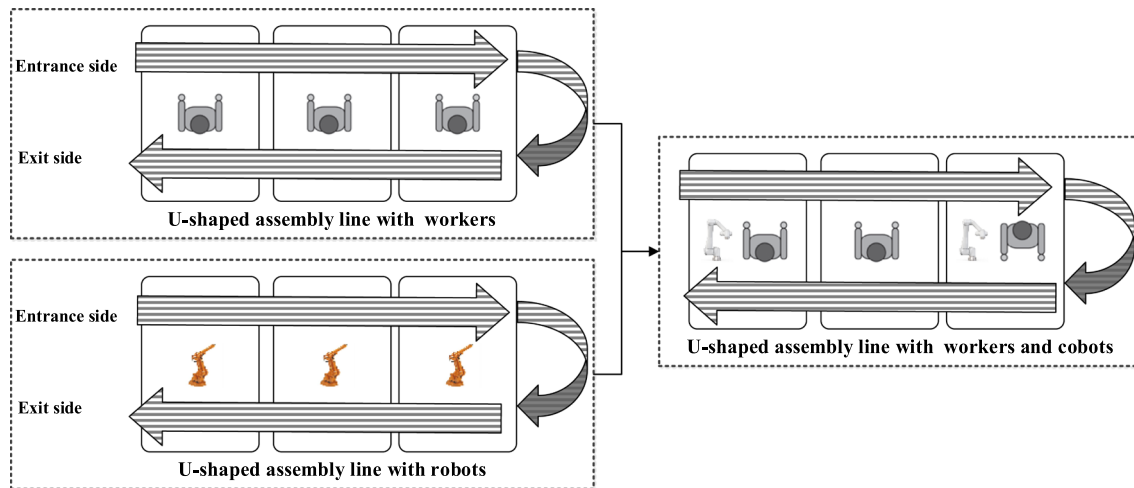 Entrance side
Exit side
U-shaped assembly line with workers
Entrance side
Exit side
U-shaped assembly line with robots
U-shaped assembly line with workers and cobots